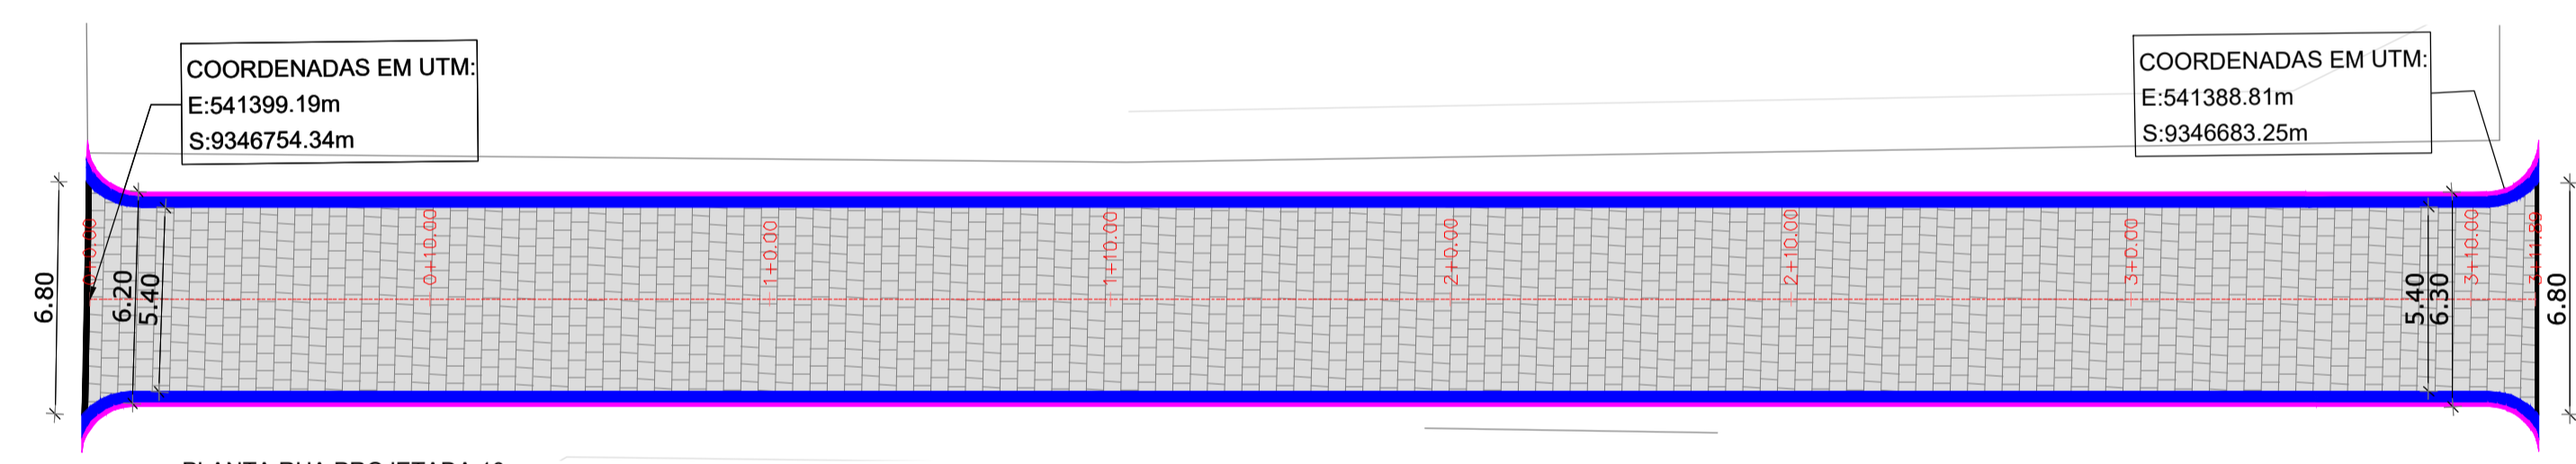 COORDENADAS EM UTM:
E:541399.19m
S:9346754.34m
COORDENADAS EM UTM:
E:541388.81m
S:9346683.25m
6.80
6.20
5.40
0+10.00
1+0.00
1+10.00
2+0.00
2+10.00
3+0.00
5.40
6.30
3+10.00
6.80